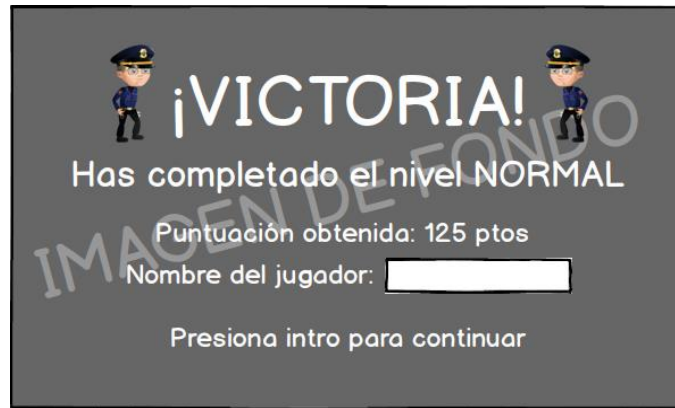 ¡VICTORIA!
Has completado el nivel NORMAL
Puntuación obtenida: 125 ptos
Nombre del jugador:
Presiona intro para continuar
IMAGEN DE FONDO